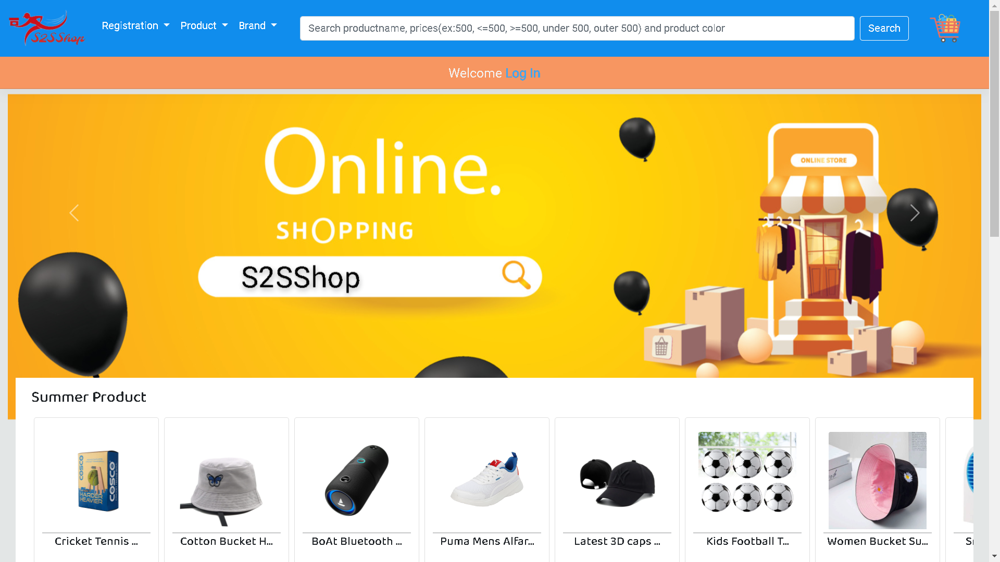 S2SShop
Registration Product Brand
Search productname, prices(ex:500, <=500, >=500, under 500, outer 500) and product color
Search
Welcome Log In
Online.
SHOPPING
S2SShop
ONLINE STORE
Summer Product
COSCO
COSCO
HARDER
HEAVIER
Cricket Tennis ...
Cotton Bucket H...
BoAt Bluetooth ...
Puma Mens Alfar...
Latest 3D caps ...
Kids Football T...
Women Bucket Su...